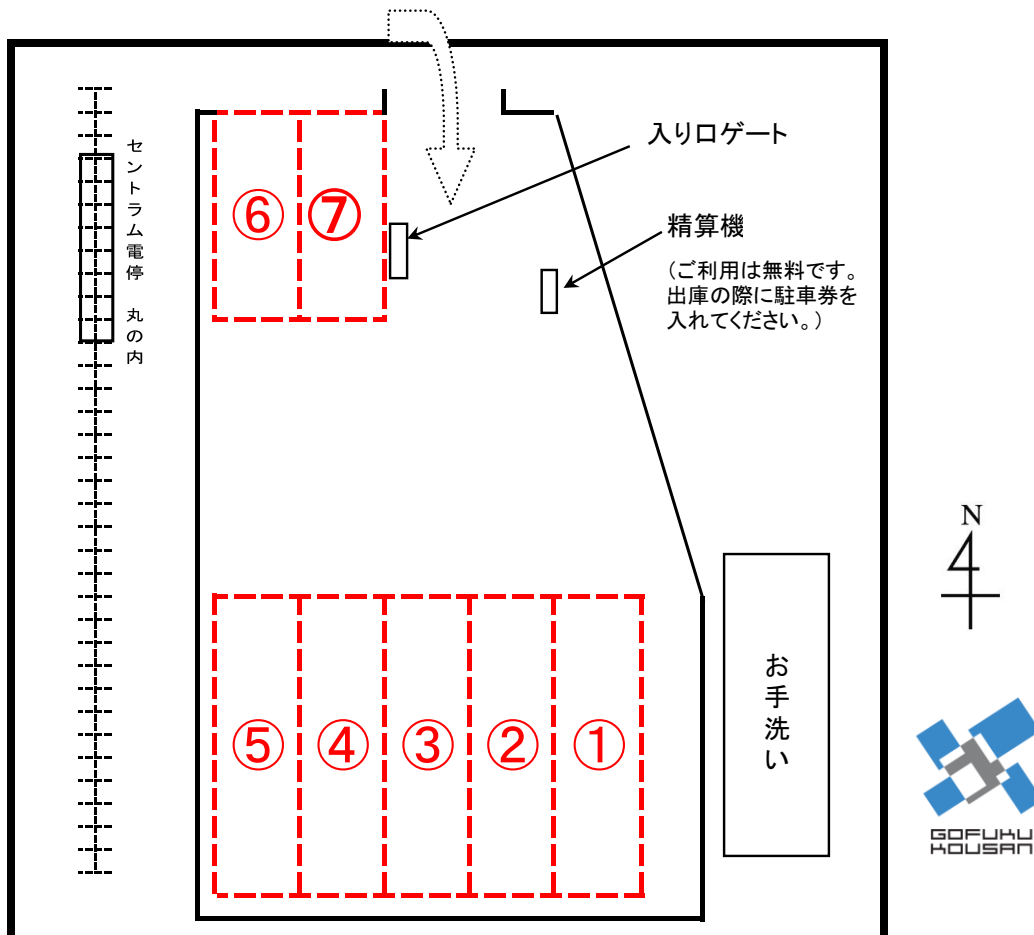 セントラム電停　丸の内
入り口ゲート
精算機
（ご利用は無料です。
出庫の際に駐車券を
入れてください。）
⑥ ⑦
N
お手洗い
⑤ ④ ③ ② ①
GOFUKU
KOUSAN